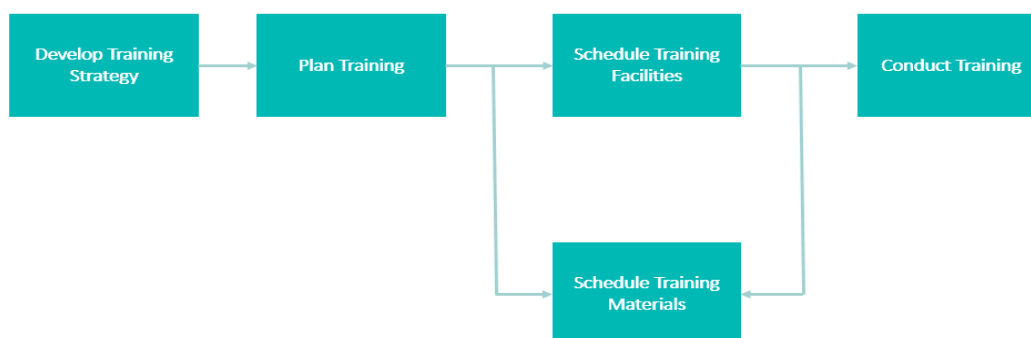 Develop Training
Strategy
Plan Training
Schedule Training
Facilities
Conduct Training
Schedule Training
Materials